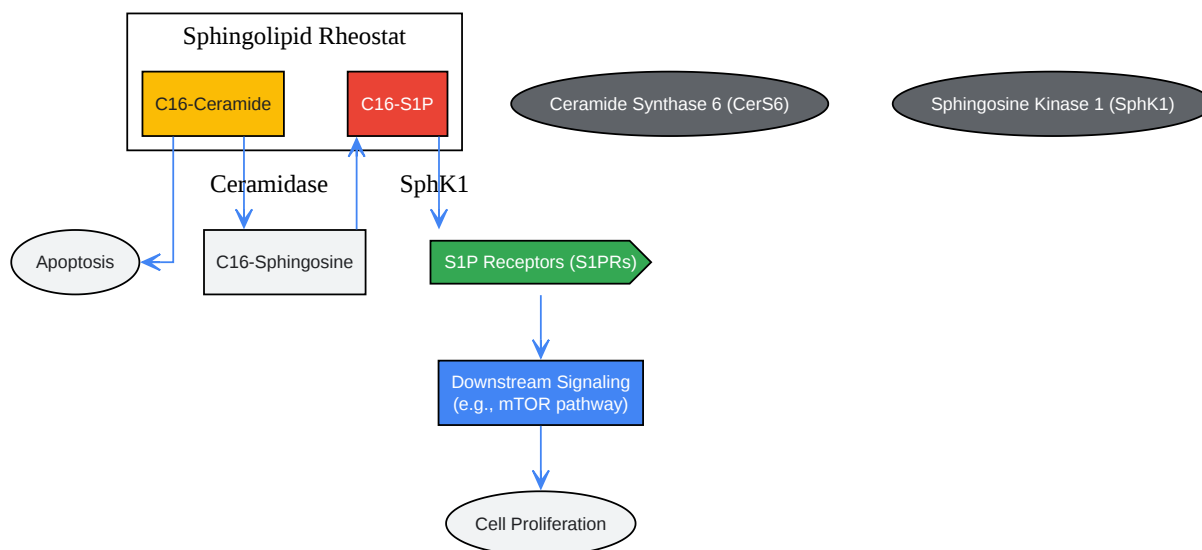 Sphingolipid Rheostat
C16-Ceramide
C16-S1P
Ceramide Synthase 6 (CerS6)
Sphingosine Kinase 1 (SphK1)
Ceramidase
SphK1
Apoptosis
C16-Sphingosine
S1P Receptors (S1PRs)
Downstream Signaling
(e.g., mTOR pathway)
Cell Proliferation